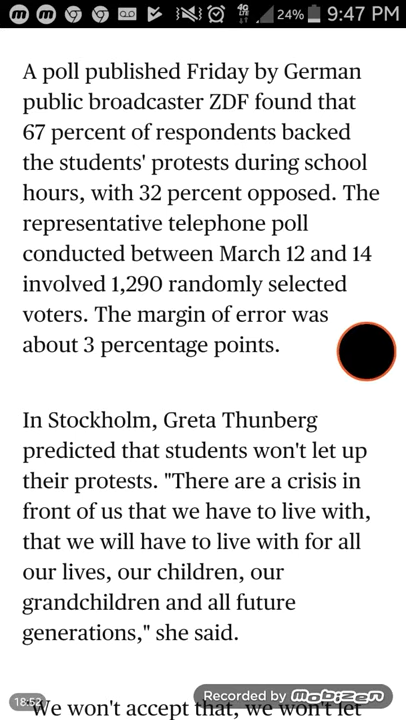 24% 9:47 PM
A poll published Friday by German
public broadcaster ZDF found that
67 percent of respondents backed
the students' protests during school
hours, with 32 percent opposed. The
representative telephone poll
conducted between March 12 and 14
involved 1,290 randomly selected
voters. The margin of error was
about 3 percentage points.
In Stockholm, Greta Thunberg
predicted that students won't let up
their protests. "There are a crisis in
front of us that we have to live with,
that we will have to live with for all
our lives, our children, our
grandchildren and all future
generations," she said.
18:52
Recorded by mobizen
We won't accept that, we won't let